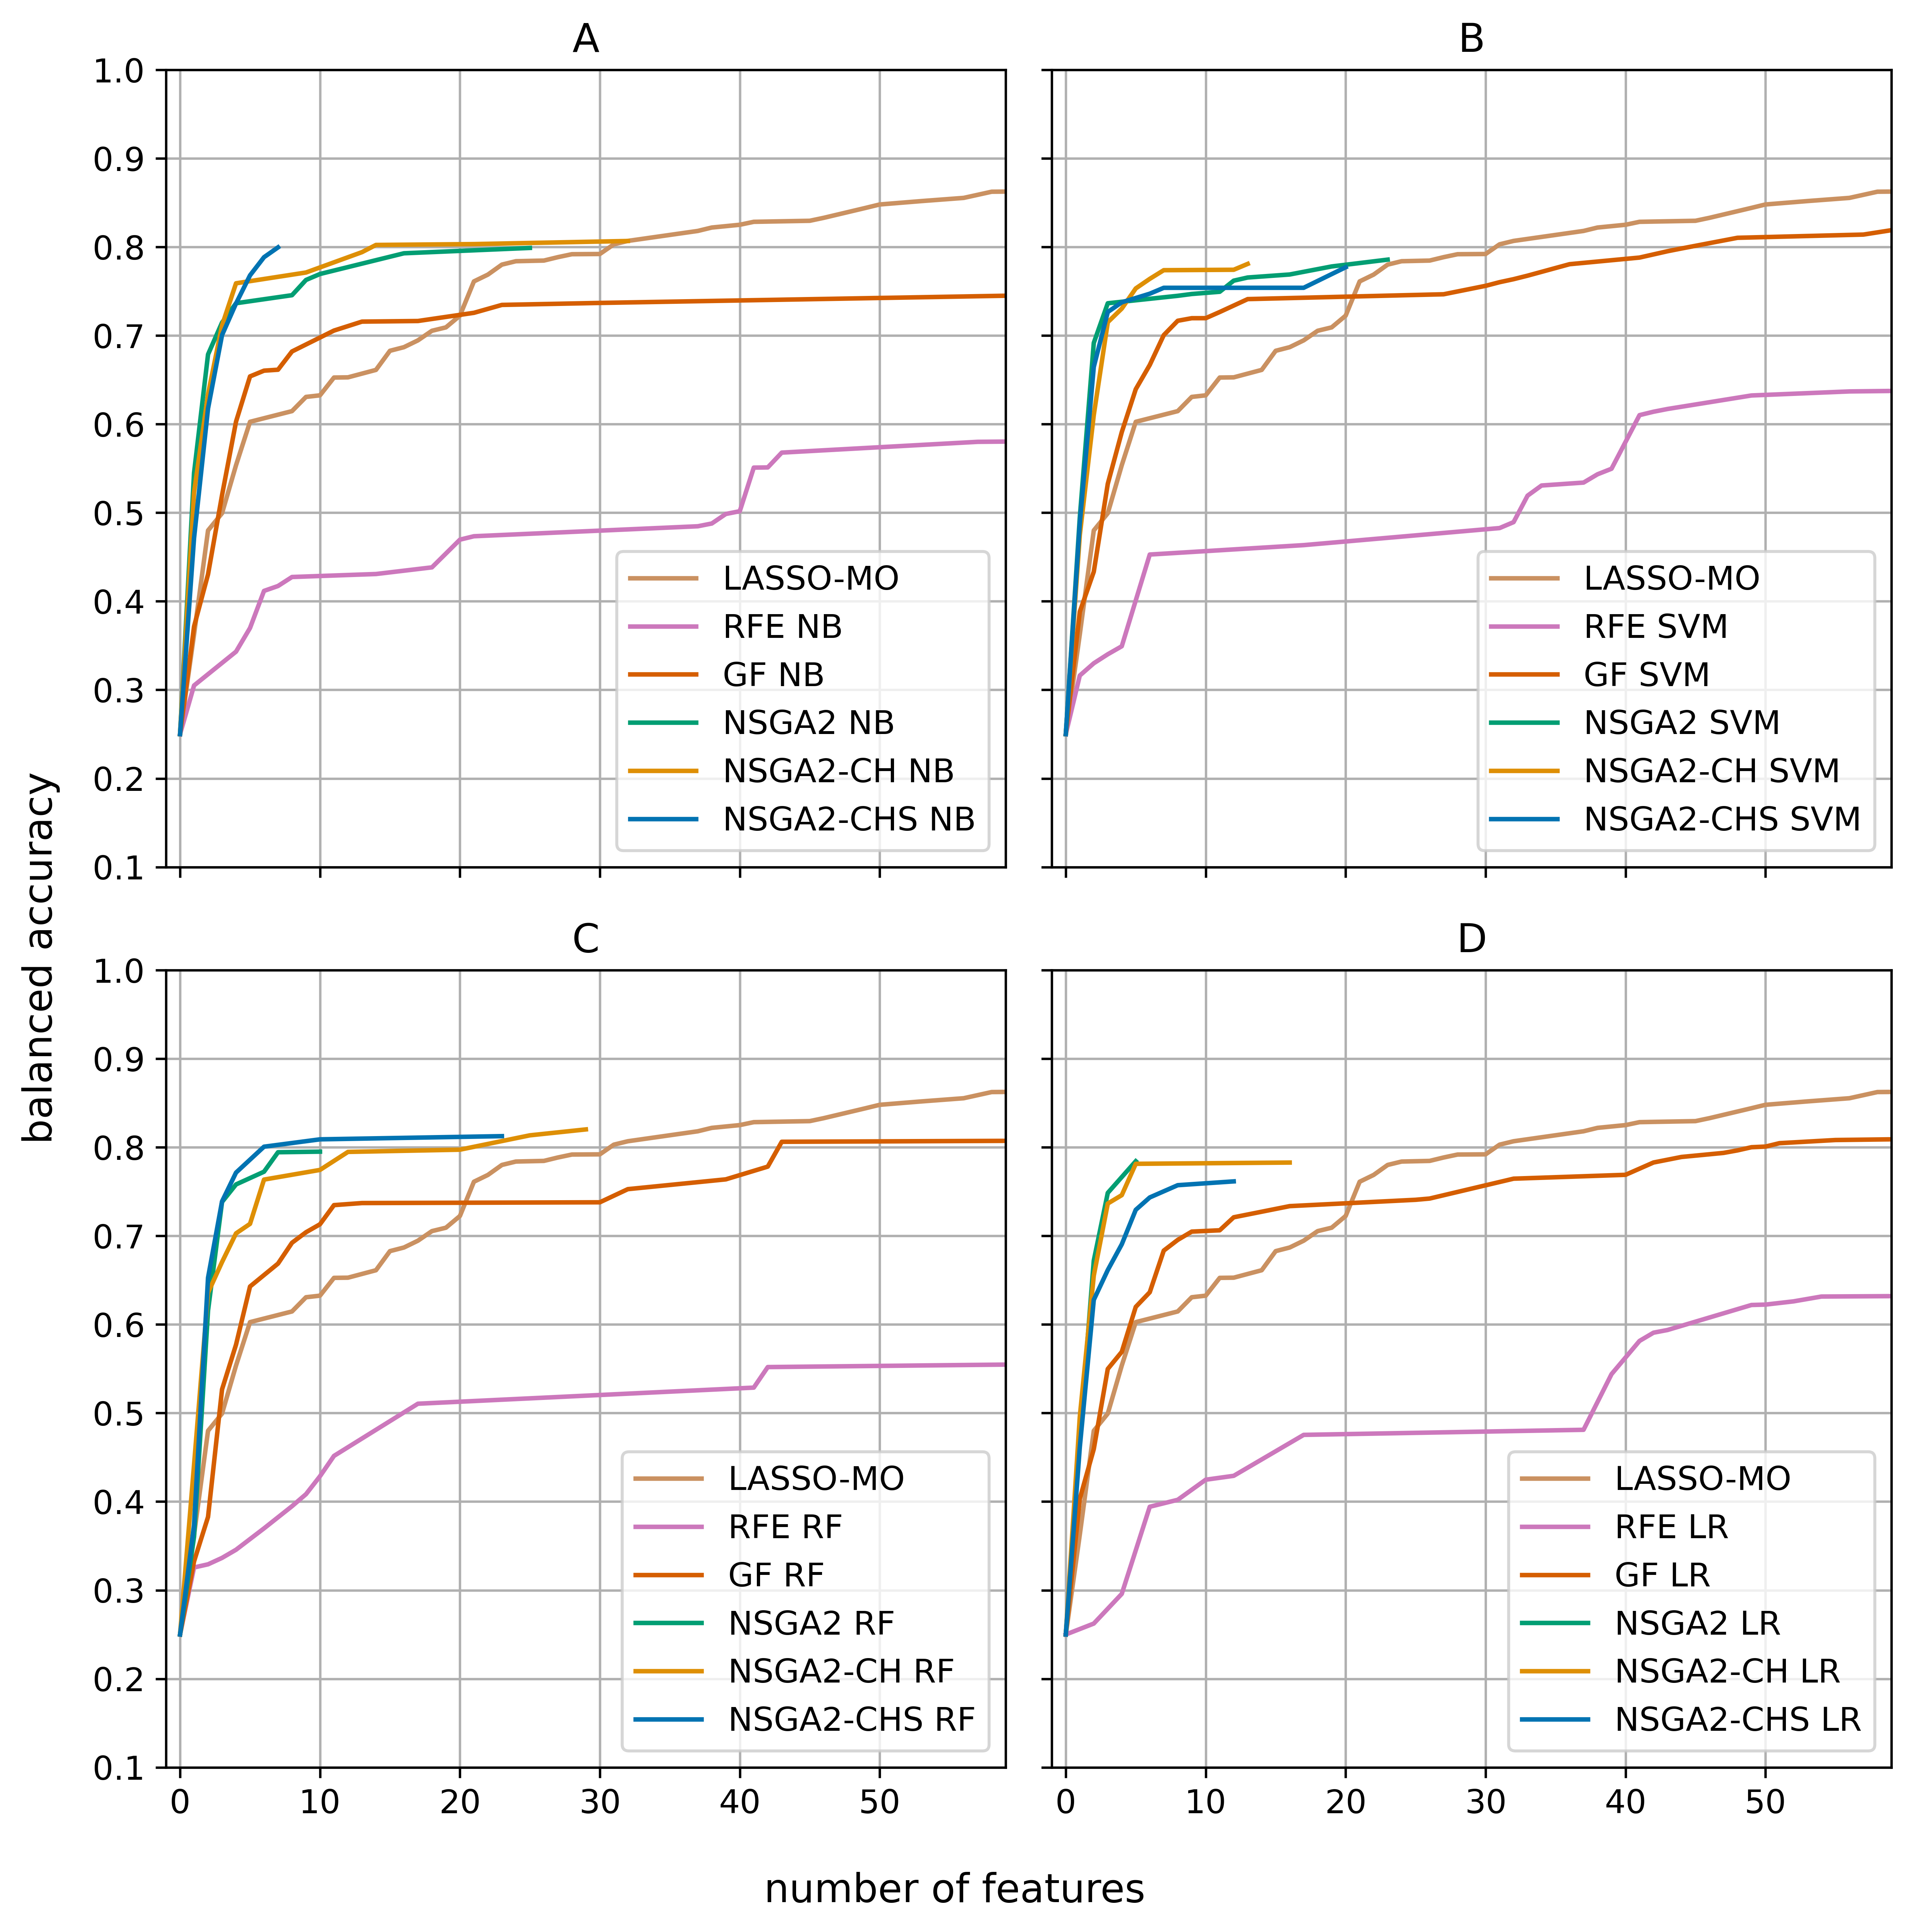 A
B
1.0
0.9
0.8
0.7
0.6
0.5
0.4
0.3
0.2
0.1
LASSO-MO
RFE NB
GF NB
NSGA2 NB
NSGA2-CH NB
NSGA2-CHS NB
LASSO-MO
RFE SVM
GF SVM
NSGA2 SVM
NSGA2-CH SVM
NSGA2-CHS SVM
balanced accuracy
C
D
1.0
0.9
0.8
0.7
0.6
0.5
0.4
0.3
0.2
0.1
LASSO-MO
RFE RF
GF RF
NSGA2 RF
NSGA2-CH RF
NSGA2-CHS RF
LASSO-MO
RFE LR
GF LR
NSGA2 LR
NSGA2-CH LR
NSGA2-CHS LR
0 10 20 30 40 50
0 10 20 30 40 50
number of features